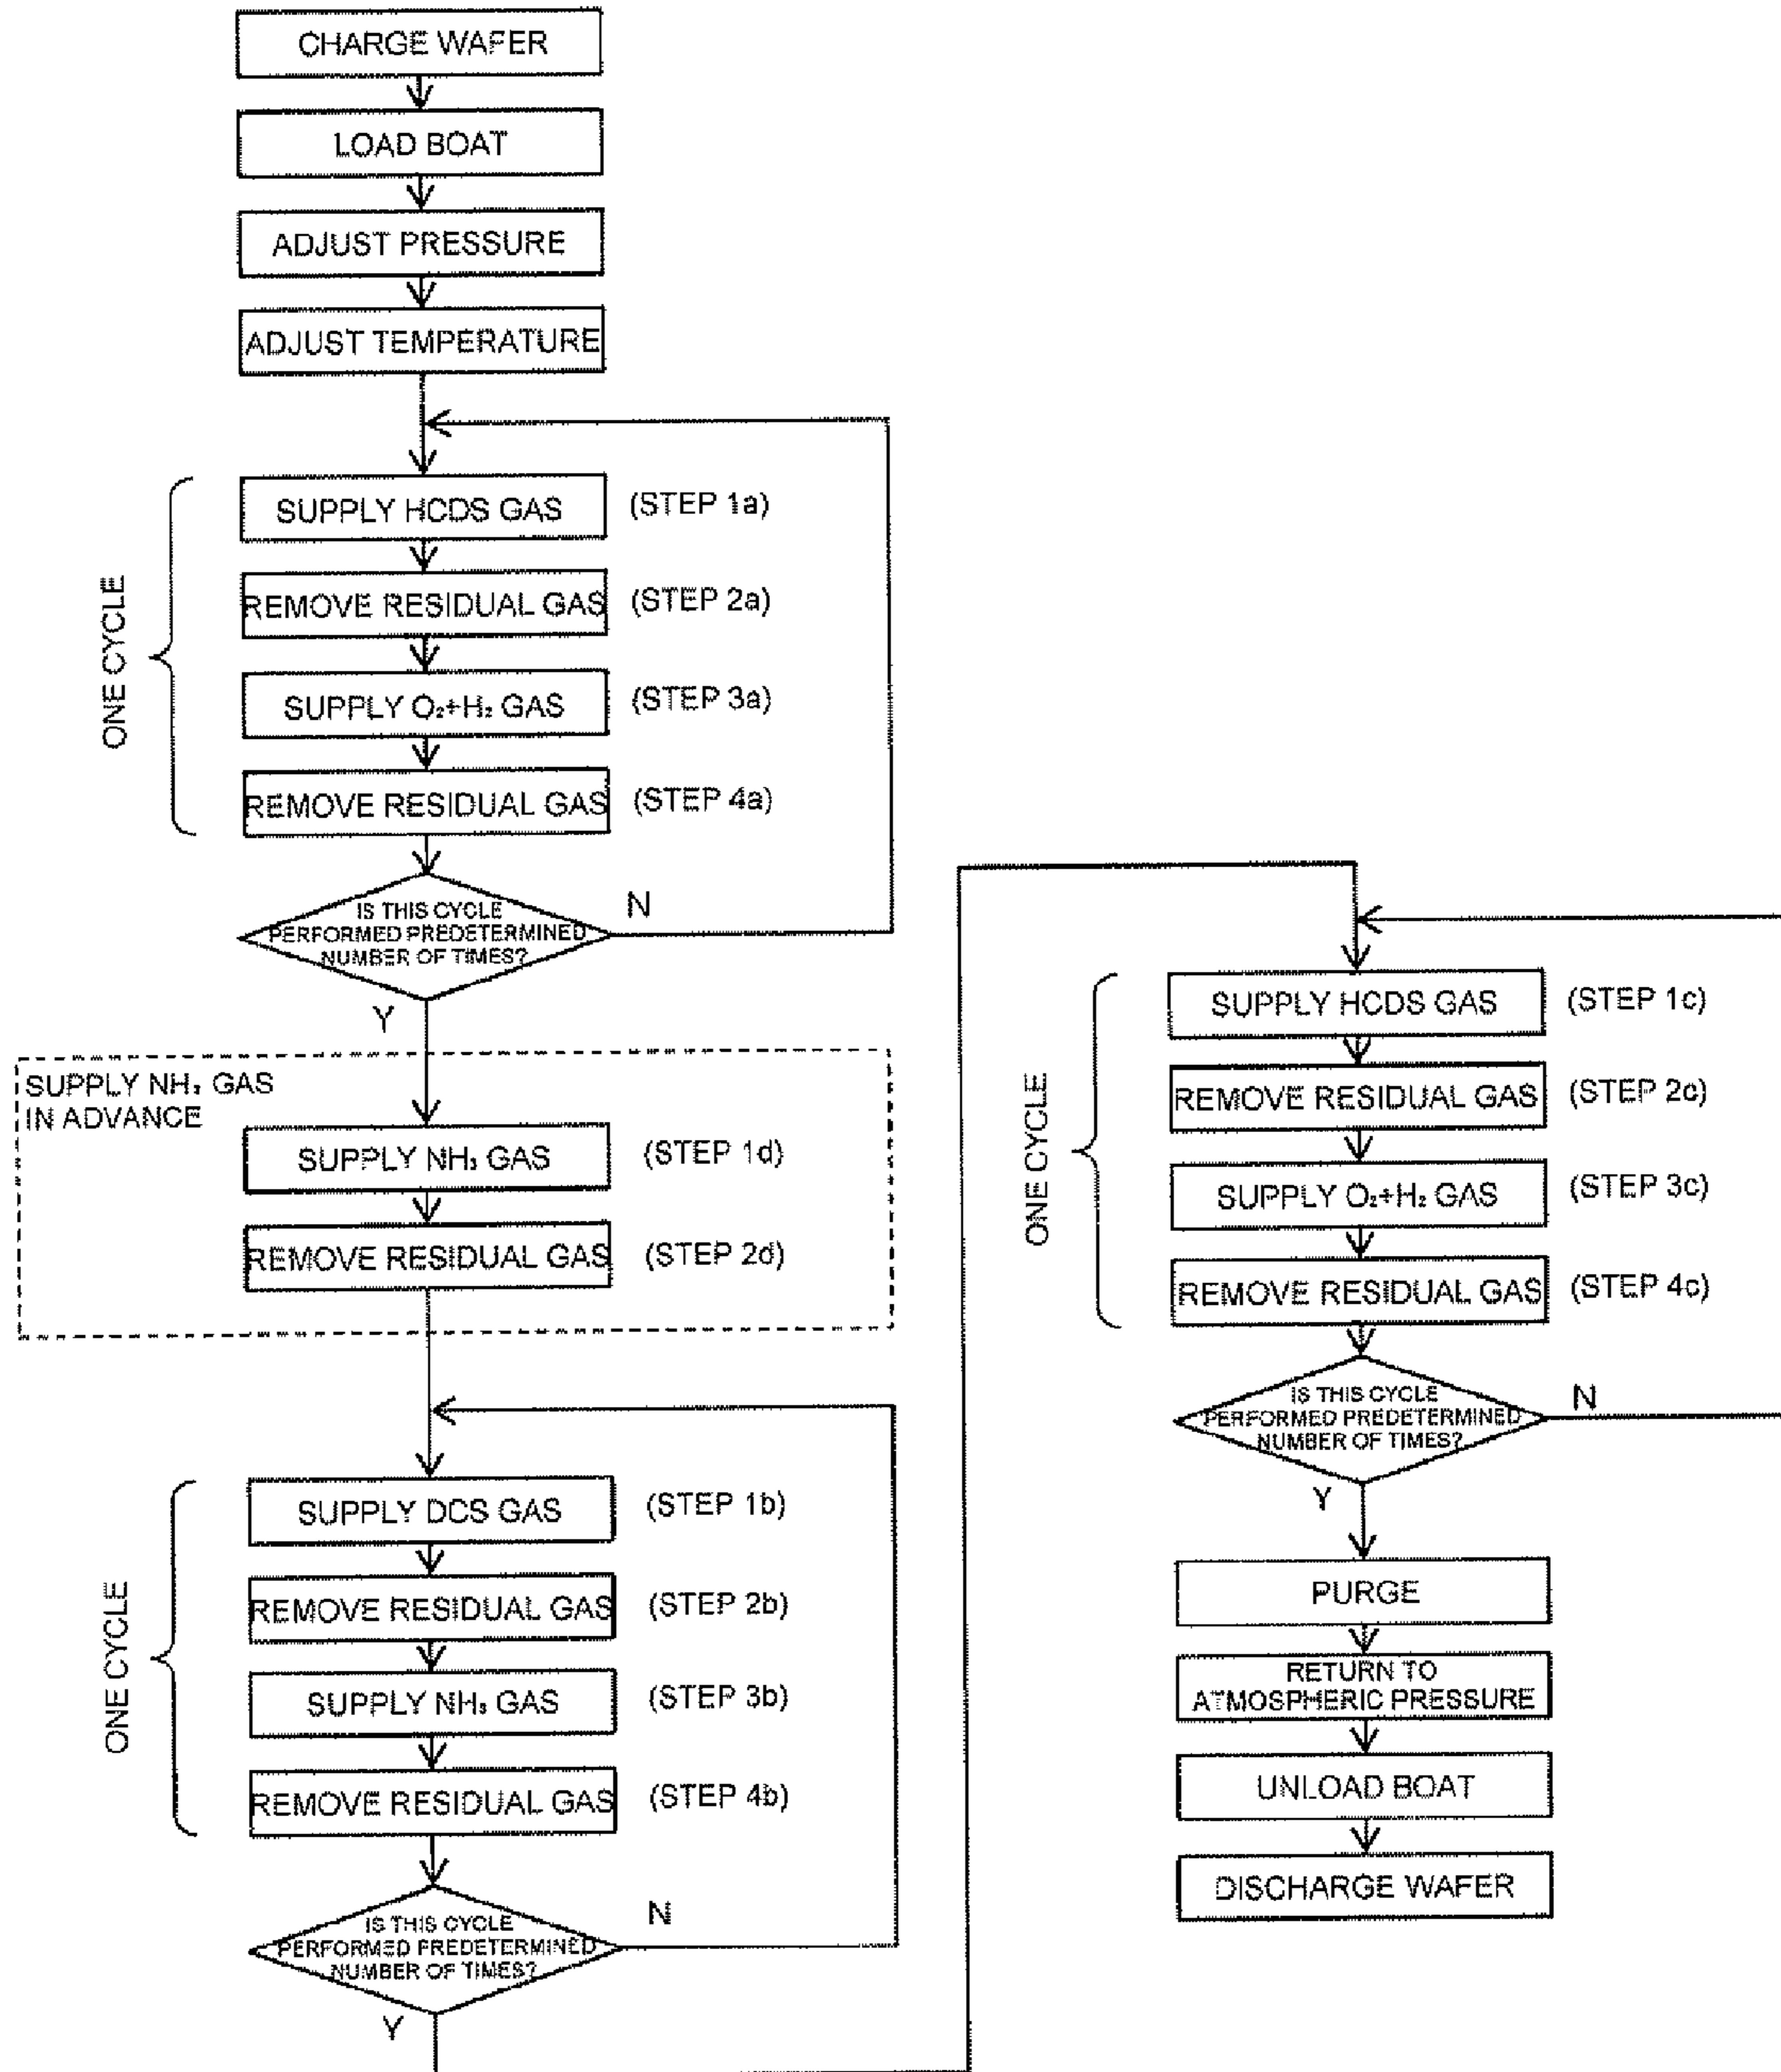 CHARGE WAFER
LOAD BOAT
ADJUST PRESSURE
ADJUST TEMPERATURE
ONE CYCLE
SUPPLY HCDS GAS (STEP 1a)
REMOVE RESIDUAL GAS (STEP 2a)
SUPPLY O₂+H₂ GAS (STEP 3a)
REMOVE RESIDUAL GAS (STEP 4a)
IS THIS CYCLE
PERFORMED PREDETERMINED
NUMBER OF TIMES?
N
Y
SUPPLY NH₃ GAS
IN ADVANCE
SUPPLY NH₃ GAS (STEP 1d)
REMOVE RESIDUAL GAS (STEP 2d)
ONE CYCLE
SUPPLY DCS GAS (STEP 1b)
REMOVE RESIDUAL GAS (STEP 2b)
SUPPLY NH₃ GAS (STEP 3b)
REMOVE RESIDUAL GAS (STEP 4b)
IS THIS CYCLE
PERFORMED PREDETERMINED
NUMBER OF TIMES?
N
Y
ONE CYCLE
SUPPLY HCDS GAS (STEP 1c)
REMOVE RESIDUAL GAS (STEP 2c)
SUPPLY O₂+H₂ GAS (STEP 3c)
REMOVE RESIDUAL GAS (STEP 4c)
IS THIS CYCLE
PERFORMED PREDETERMINED
NUMBER OF TIMES?
N
Y
PURGE
RETURN TO
ATMOSPHERIC PRESSURE
UNLOAD BOAT
DISCHARGE WAFER